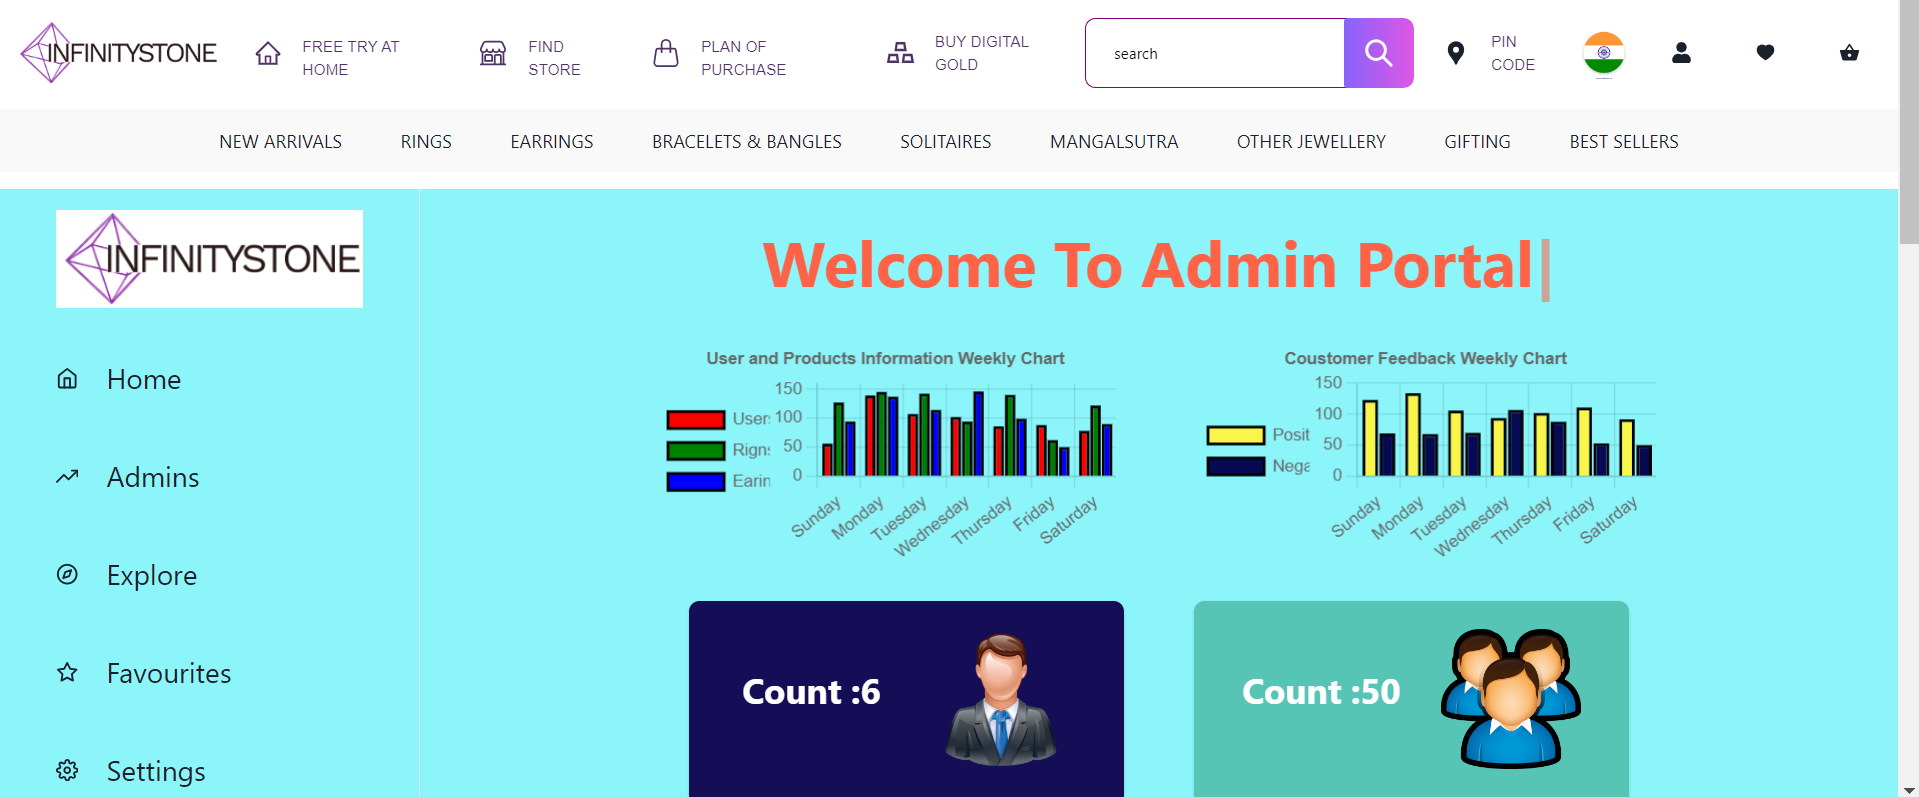 INFINITYSTONE
FREE TRY AT
HOME
FIND
STORE
PLAN OF
PURCHASE
BUY DIGITAL
GOLD
search
PIN
CODE
NEW ARRIVALS
RINGS
EARRINGS
BRACELETS & BANGLES
SOLITAIRES
MANGALSUTRA
OTHER JEWELLERY
GIFTING
BEST SELLERS
INFINITYSTONE
Home
Admins
Explore
Favourites
Settings
Welcome To Admin Portal
User and Products Information Weekly Chart
User
Rigns
Earin
150
100
50
0
Sunday
Monday
Tuesday
Wednesday
Thursday
Friday
Saturday
Coustomer Feedback Weekly Chart
Posit
Nega
150
100
50
0
Sunday
Monday
Tuesday
Wednesday
Thursday
Friday
Saturday
Count :6
Count :50